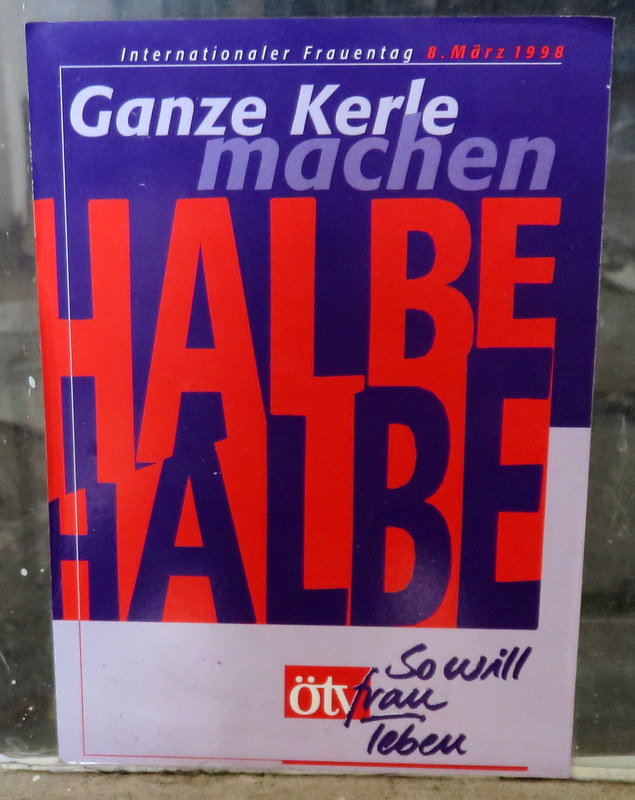 Internationaler Frauentag 8. März 1998
Ganze Kerle
machen
HALBE
HALBE
ötv
So will
frau
leben